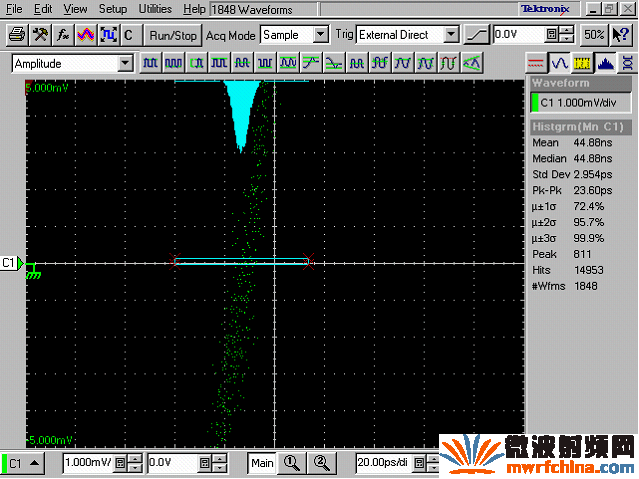 File Edit View Setup Utilities Help 1848 Waveforms Tektronix
C Run/Stop Acq Mode Sample Trig External Direct 0.0V 50%
Amplitude
5.000mV
Waveform
C1 1.000mV/div
Histgrm(Mn C1)
Mean 44.88ns
Median 44.88ns
Std Dev 2.954ps
Pk-Pk 23.60ps
µ±1σ 72.4%
µ±2σ 95.7%
µ±3σ 99.9%
Peak 811
Hits 14953
#Wfms 1848
C1
-5.000mV
C1 1.000mV/ 0.0V Main 1 2 20.00ps/di
微波射频网
mwrfchina.com